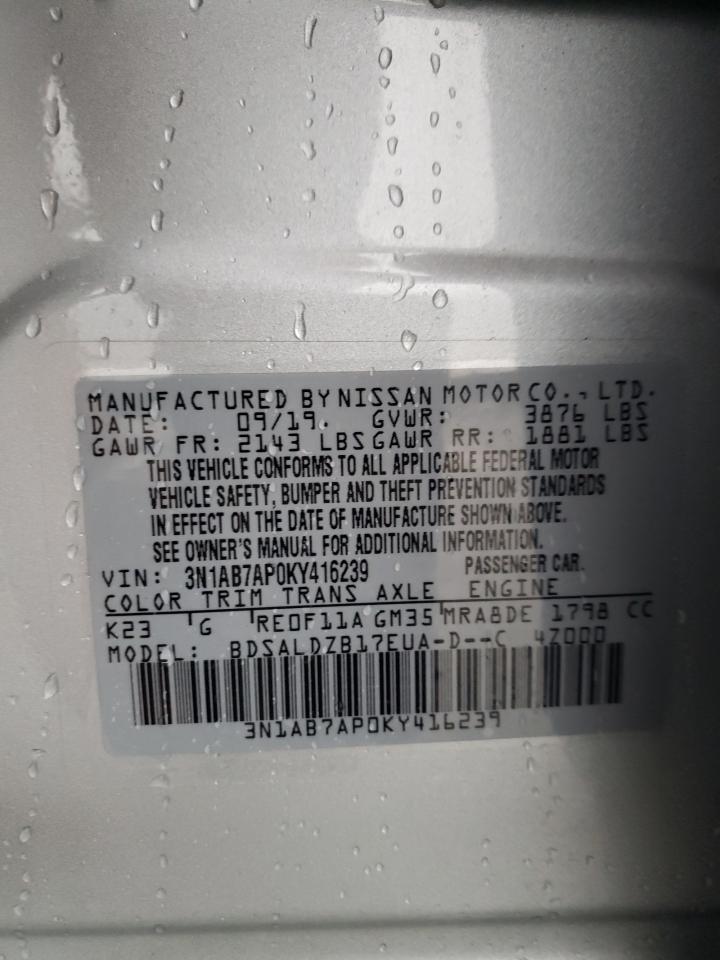 MANUFACTURED BY NISSAN MOTOR CO., LTD.
DATE: 09/19. GVWR: 3876 LBS
GAWR FR: 2143 LBS GAWR RR: 1881 LBS
THIS VEHICLE CONFORMS TO ALL APPLICABLE FEDERAL MOTOR
VEHICLE SAFETY, BUMPER AND THEFT PREVENTION STANDARDS
IN EFFECT ON THE DATE OF MANUFACTURE SHOWN ABOVE.
SEE OWNER'S MANUAL FOR ADDITIONAL INFORMATION.
VIN: 3N1AB7AP0KY416239 PASSENGER CAR.
COLOR TRIM TRANS AXLE ENGINE
K23 G RE0F11A GM35 MRA8DE 1798 CC
MODEL: BDSALDZB17EUA-D--C 4Z000
3N1AB7AP0KY416239